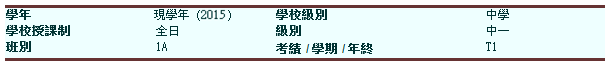 學年 現學年 (2015) 學校級別 中學
學校授課制 全日 級別 中一
班別 1A 考績 / 學期 / 年終 T1